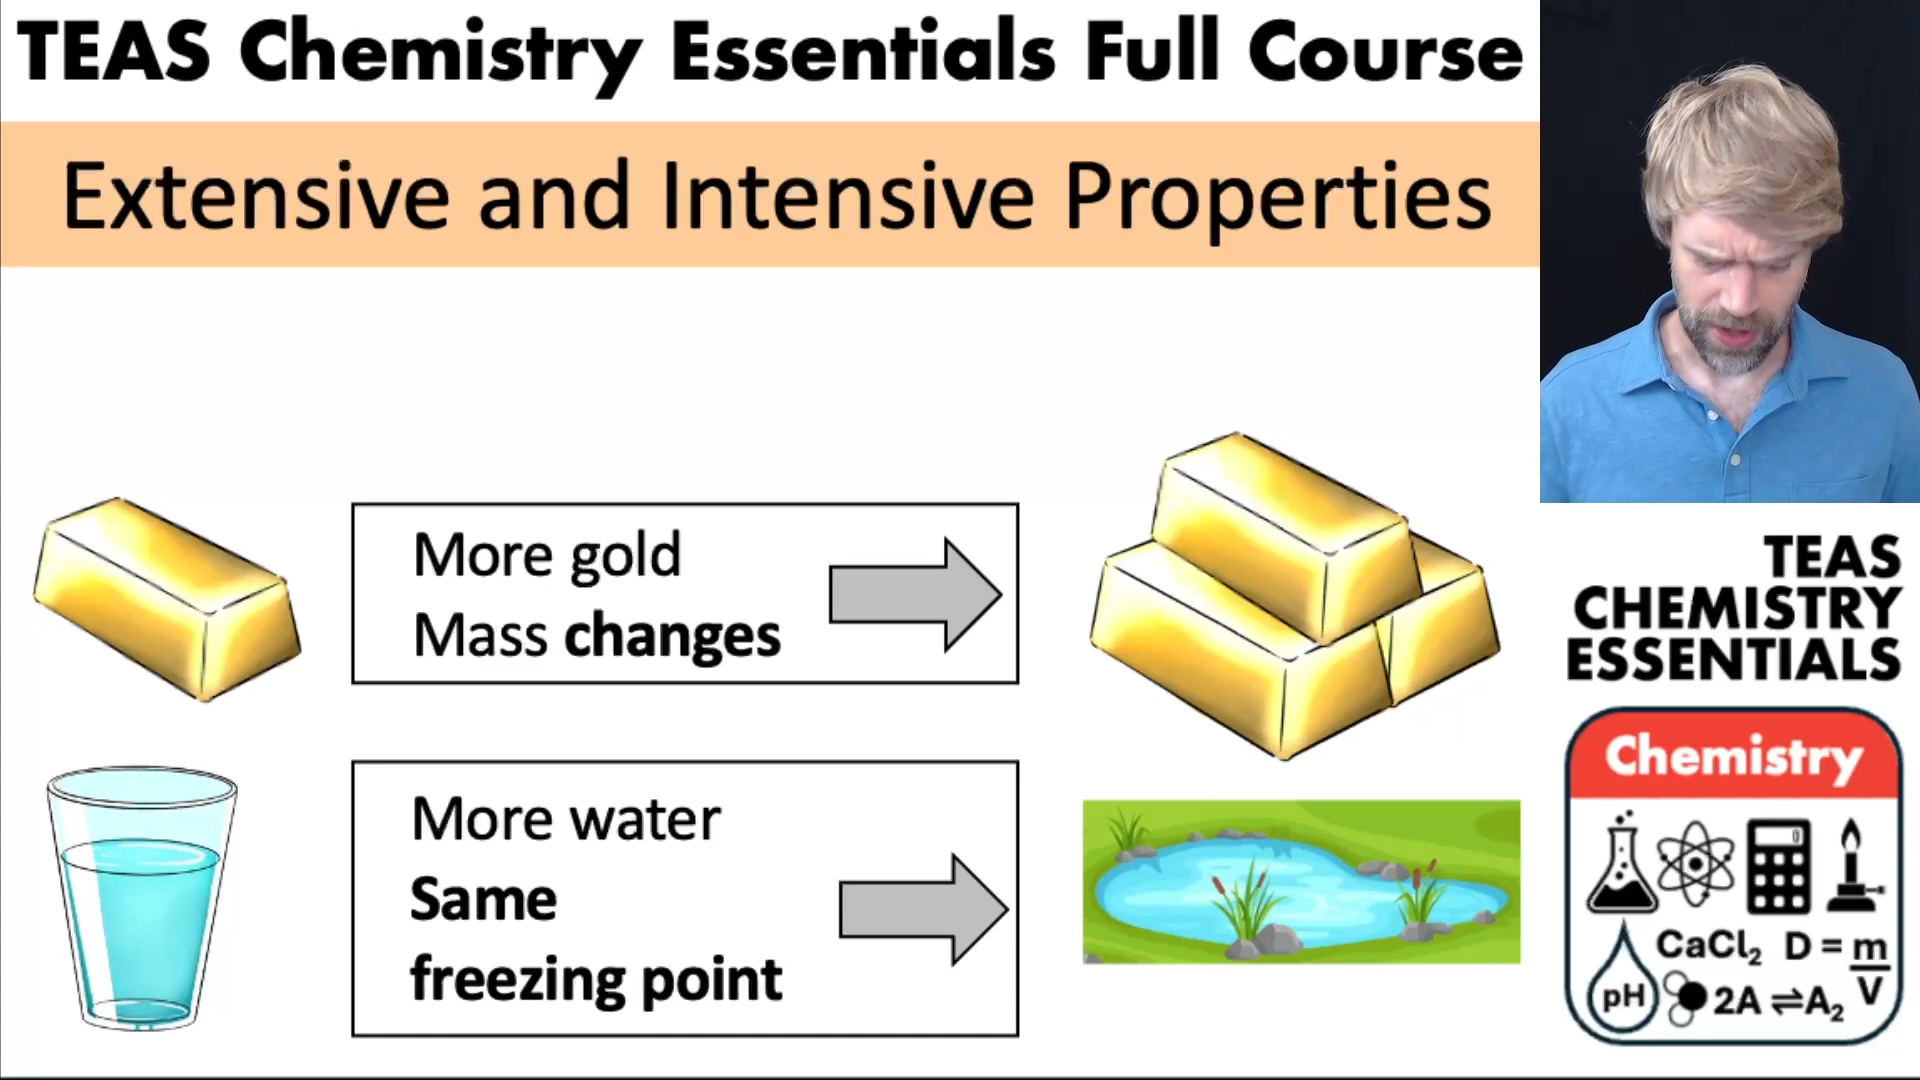 TEAS Chemistry Essentials Full Course
Extensive and Intensive Properties
More gold
Mass changes
More water
Same
freezing point
TEAS
CHEMISTRY
ESSENTIALS
Chemistry
0
CaCl₂ D = m/V
pH 2A ⇌A₂